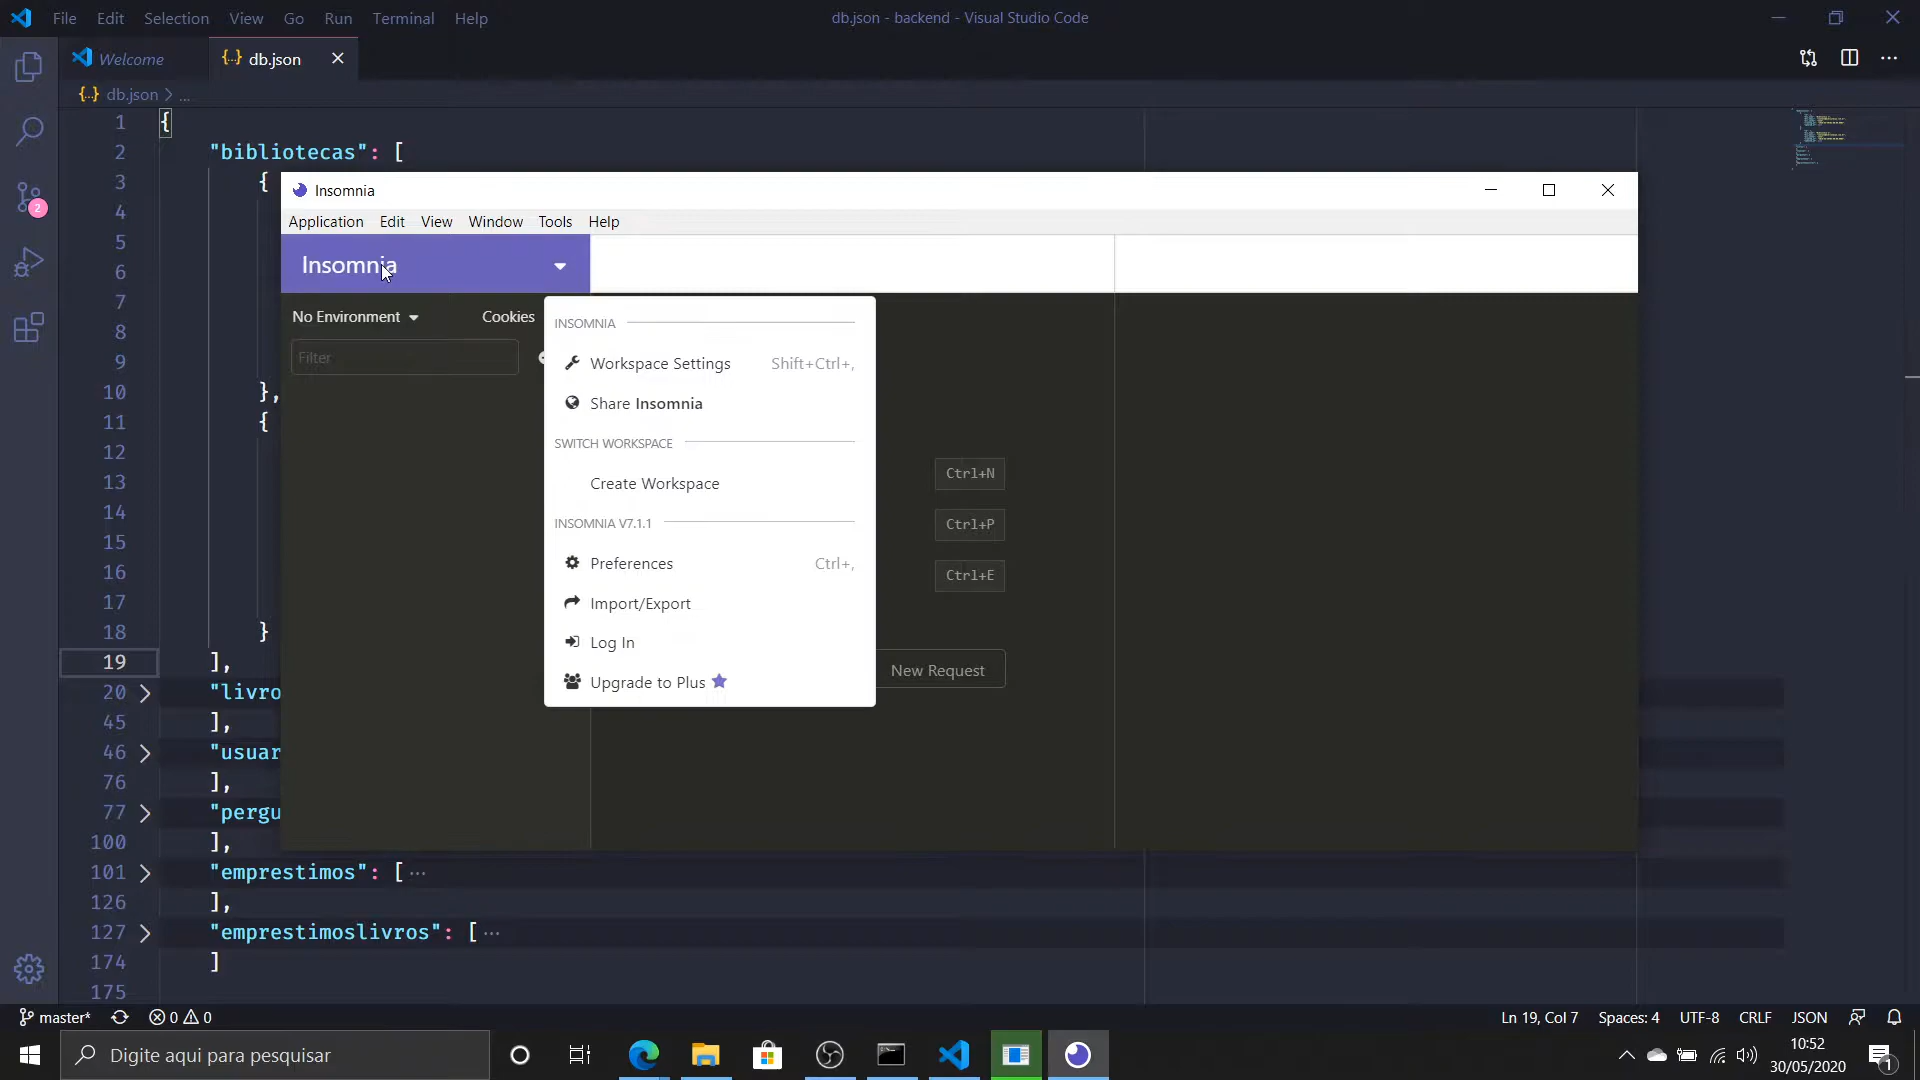 File Edit Selection View Go Run Terminal Help
db.json - backend - Visual Studio Code
Welcome
{..} db.json
{..} db.json > ...
1 {
2 "bibliotecas": [
3 {
4
5
6
7
8
9
10 },
11 {
12
13
14
15
16
17
18 }
19 ],
20 "livro
45 ],
46 "usuar
76 ],
77 "pergu
100 ],
101 "emprestimos": [ ...
126 ],
127 "emprestimoslivros": [ ...
174 ]
175
2
Insomnia
Application Edit View Window Tools Help
Insomnia
No Environment
Cookies
Filter
INSOMNIA
Workspace Settings Shift+Ctrl+,
Share Insomnia
SWITCH WORKSPACE
Create Workspace
INSOMNIA V7.1.1
Preferences Ctrl+,
Import/Export
Log In
Upgrade to Plus
Ctrl+N
Ctrl+P
Ctrl+E
New Request
master* 0 0
Ln 19, Col 7 Spaces: 4 UTF-8 CRLF JSON
Digite aqui para pesquisar
10:52
30/05/2020
1